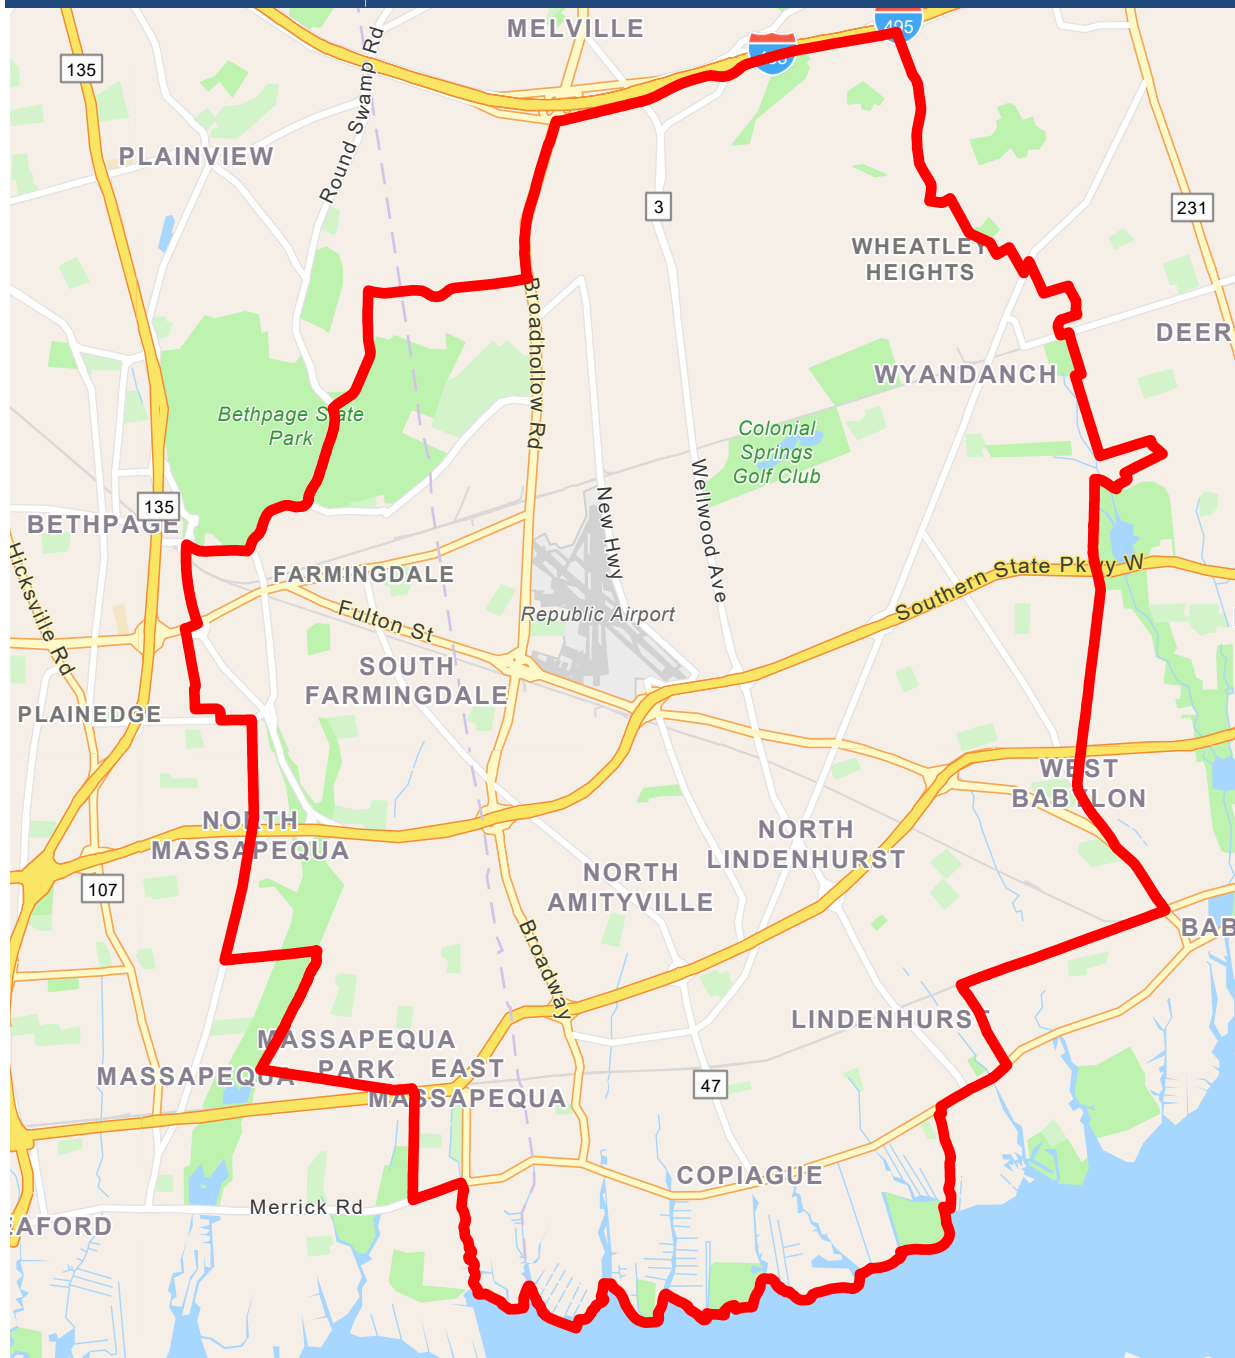 MELVILLE
495
135
Round Swamp Rd
PLAINVIEW
3
231
WHEATLEY
HEIGHTS
Broadhollow Rd
DEER
WYANDANCH
Bethpage State
Park
Colonial
Springs
Golf Club
135
BETHPAGE
New Hwy
Wellwood Ave
Hicksville Rd
FARMINGDALE
Southern State Pkwy W
Fulton St
Republic Airport
SOUTH
FARMINGDALE
PLAINEDGE
WEST
BABYLON
NORTH
MASSAPEQUA
NORTH
LINDENHURST
107
NORTH
AMITYVILLE
Broadway
BAB
LINDENHURST
MASSAPEQUA
PARK
MASSAPEQUA
EAST
MASSAPEQUA
47
COPIAGUE
Merrick Rd
EAFORD